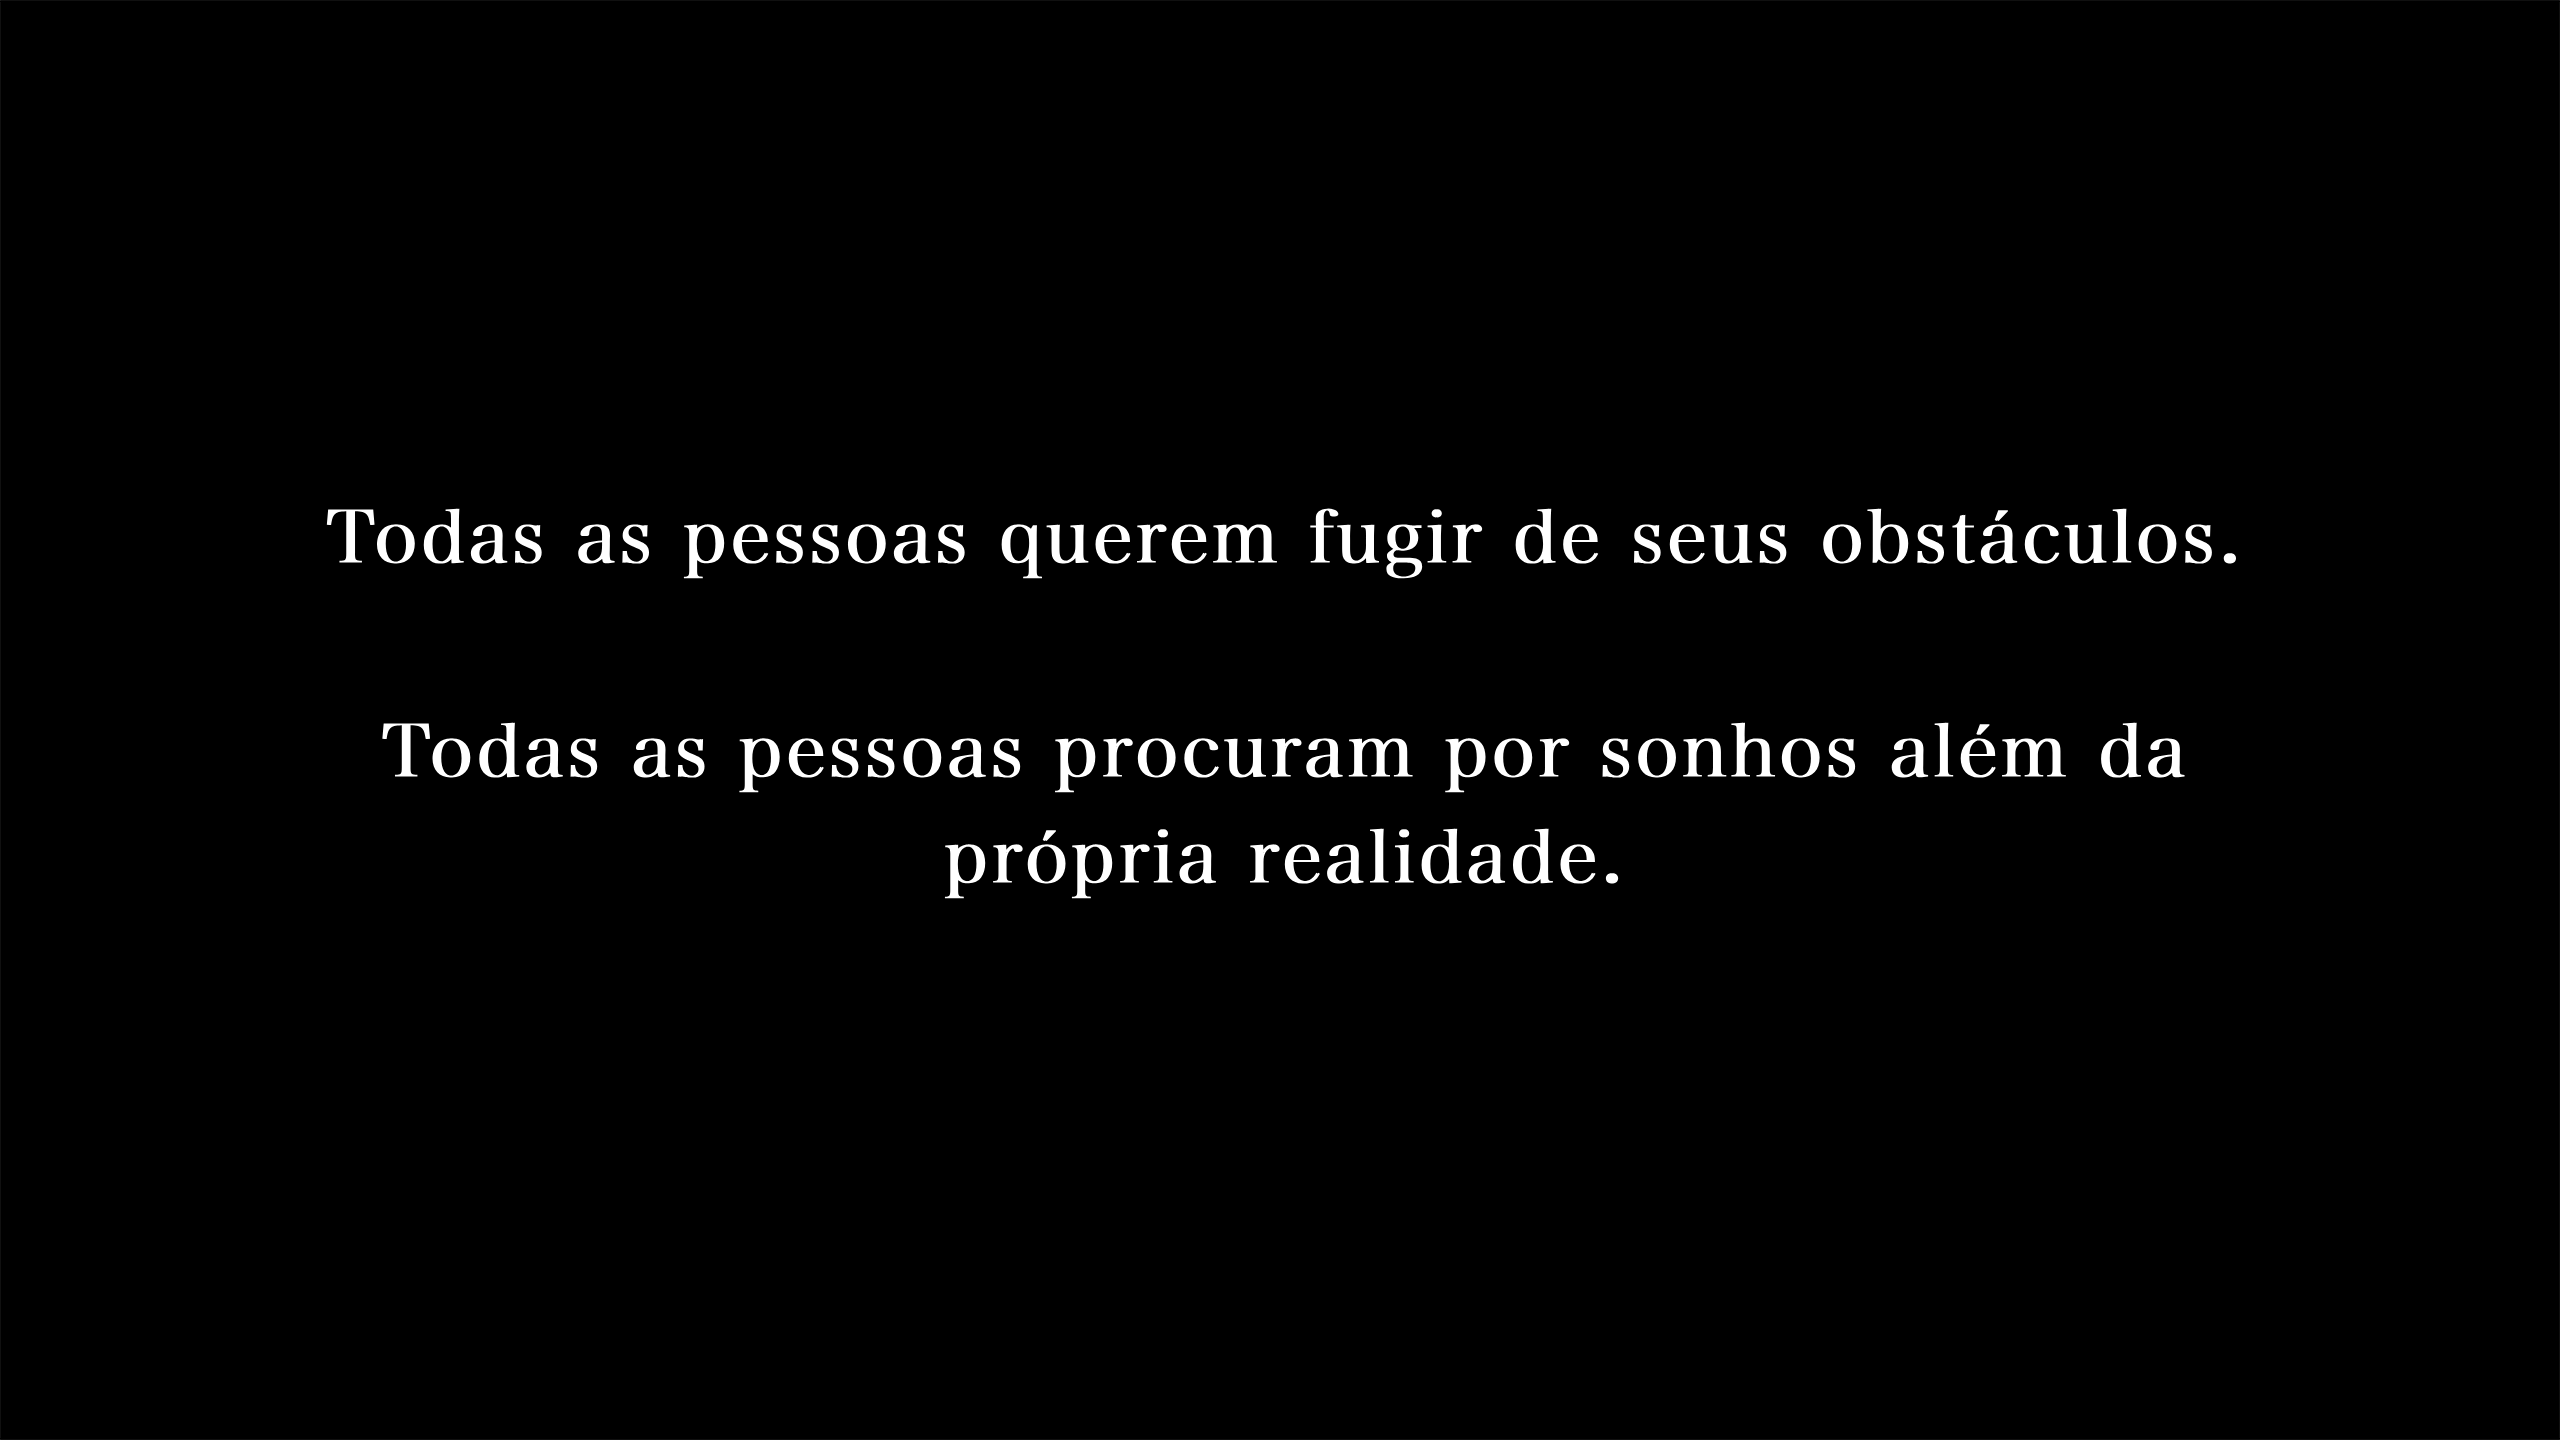 Todas as pessoas querem fugir de seus obstáculos.
Todas as pessoas procuram por sonhos além da
própria realidade.